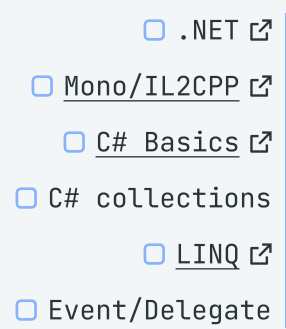 .NET
Mono/IL2CPP
C# Basics
C# collections
LINQ
Event/Delegate